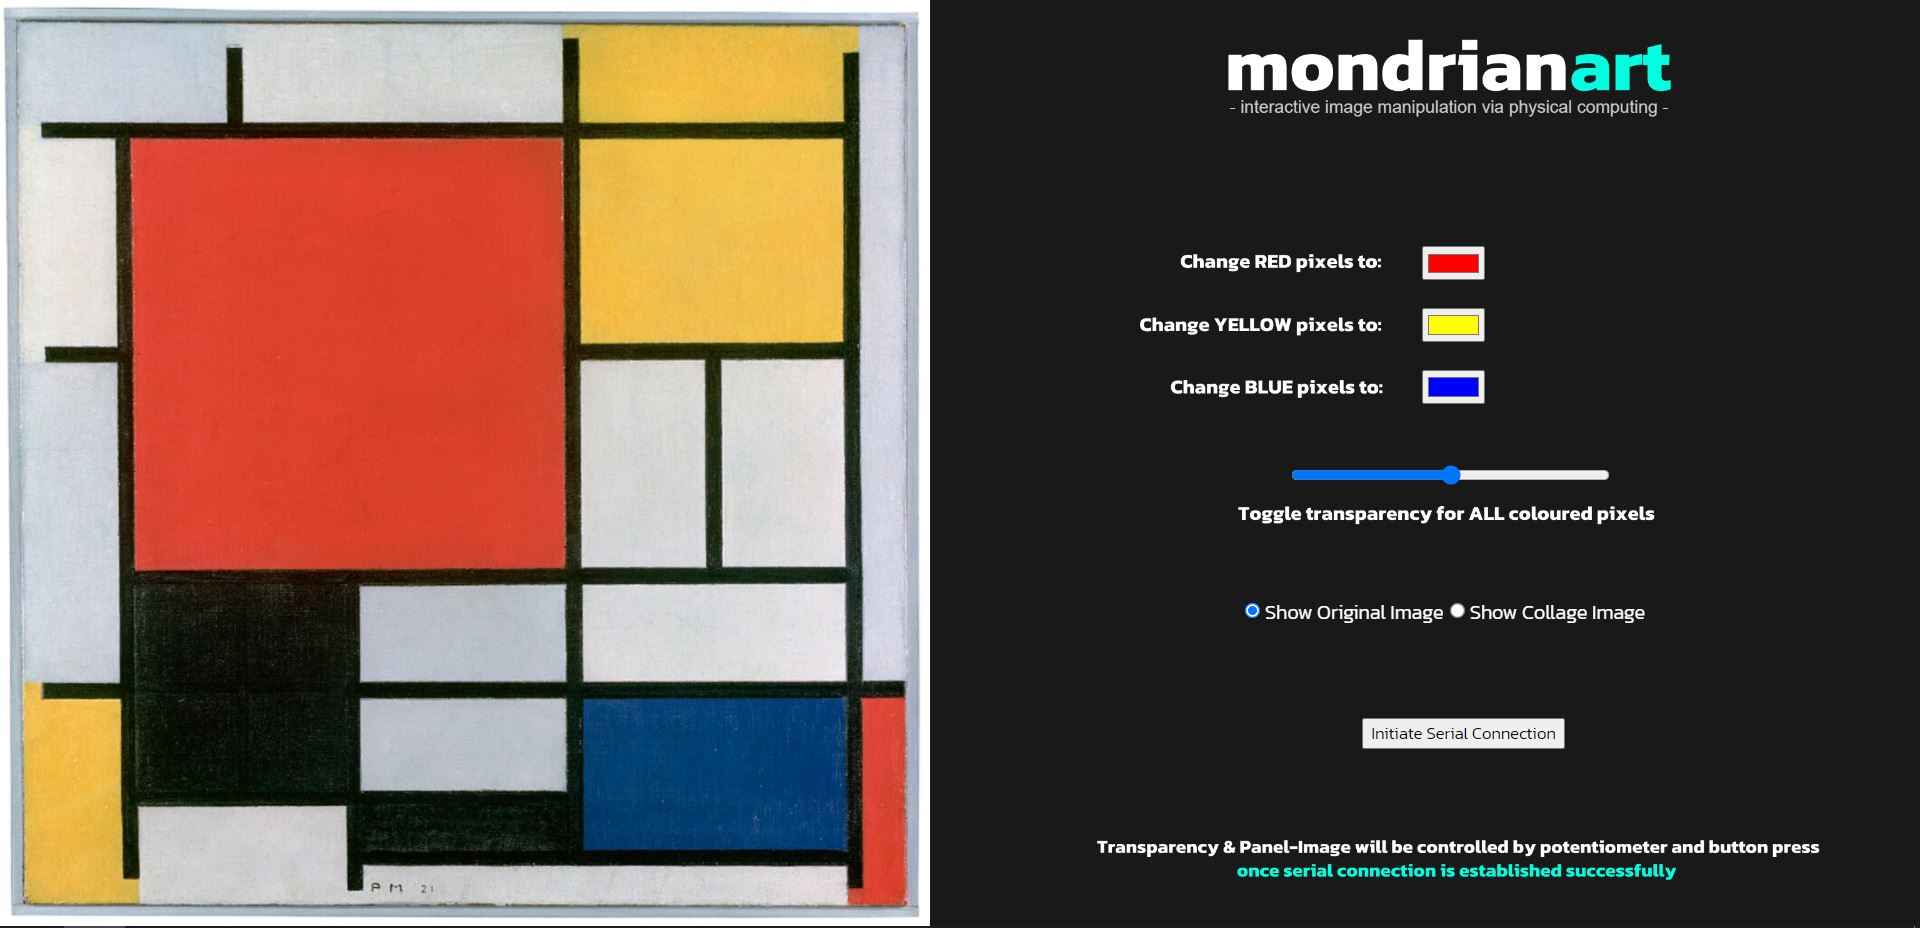 mondrianart
- interactive image manipulation via physical computing -
Change RED pixels to:
Change YELLOW pixels to:
Change BLUE pixels to:
Toggle transparency for ALL coloured pixels
Show Original Image Show Collage Image
Initiate Serial Connection
Transparency & Panel-Image will be controlled by potentiometer and button press
once serial connection is established successfully
P M 21